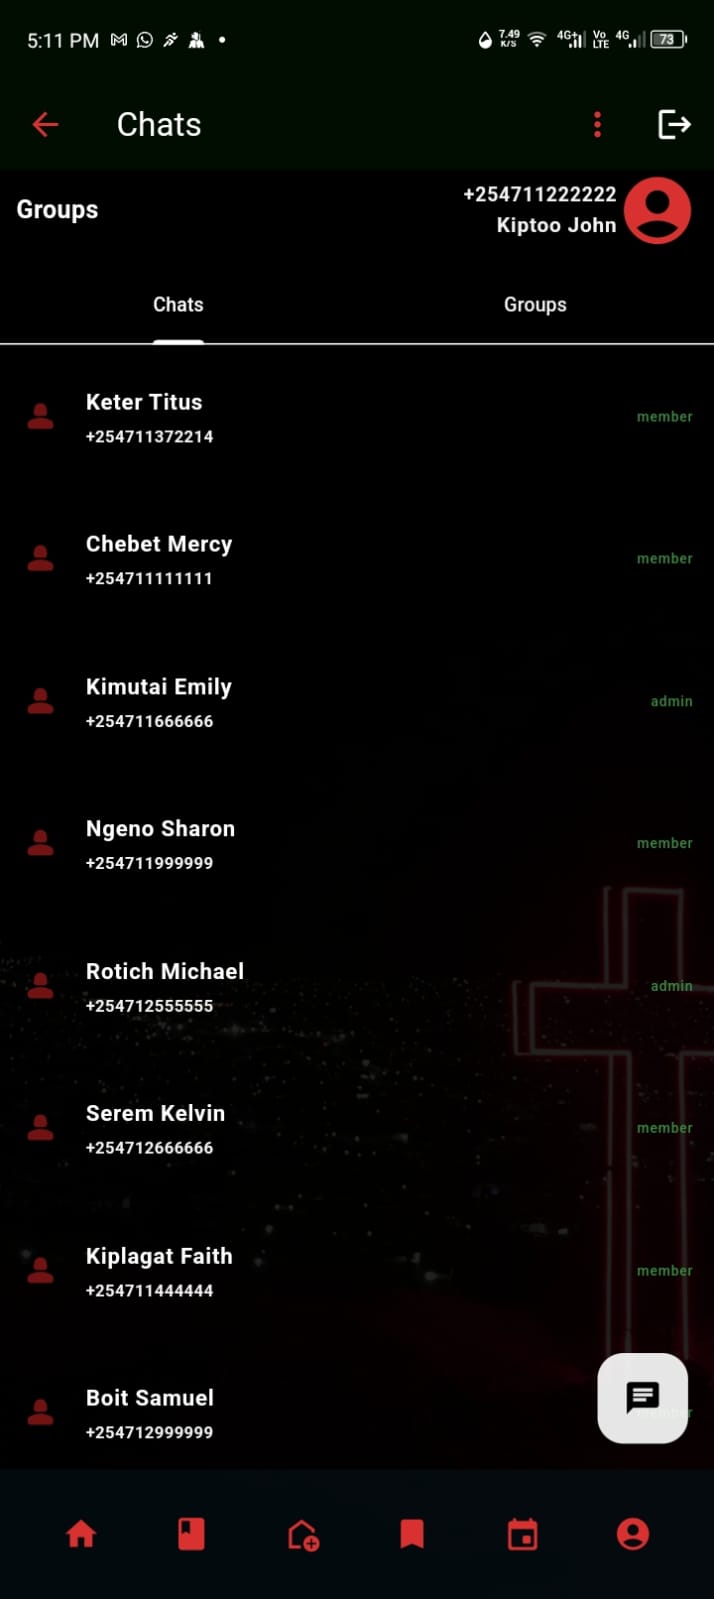 5:11 PM
7.49
K/S
4G+
Vo
LTE
4G
73
Chats
Groups
+254711222222
Kiptoo John
Chats
Groups
Keter Titus
member
+254711372214
Chebet Mercy
member
+254711111111
Kimutai Emily
admin
+254711666666
Ngeno Sharon
member
+254711999999
Rotich Michael
admin
+254712555555
Serem Kelvin
member
+254712666666
Kiplagat Faith
member
+254711444444
Boit Samuel
member
+254712999999